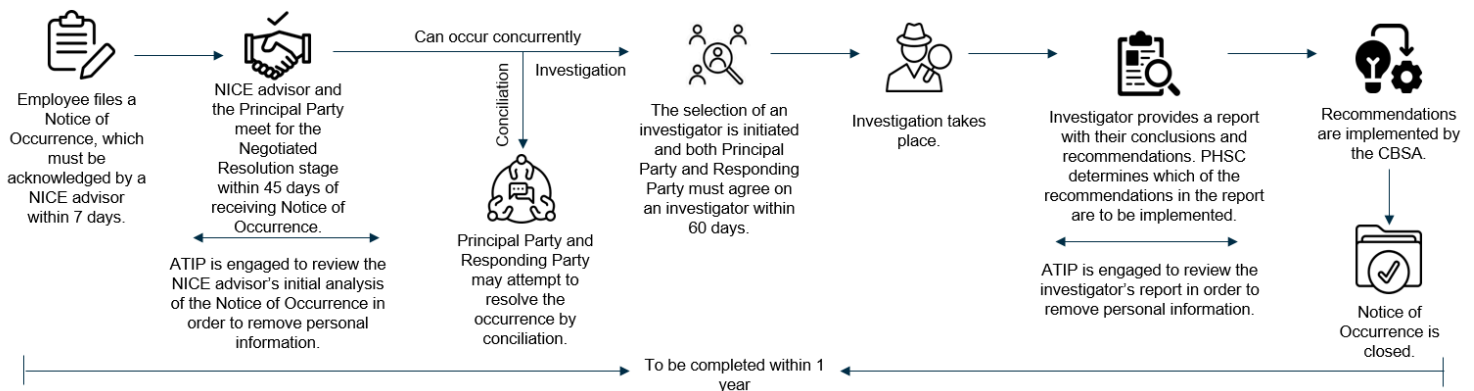 Employee files a
Notice of
Occurrence, which
must be
acknowledged by a
NICE advisor
within 7 days.
NICE advisor and
the Principal Party
meet for the
Negotiated
Resolution stage
within 45 days of
receiving Notice of
Occurrence.
ATIP is engaged to review the
NICE advisor's initial analysis
of the Notice of Occurrence in
order to remove personal
information.
Can occur concurrently
Conciliation
Investigation
Principal Party and
Responding Party
may attempt to
resolve the
occurrence by
conciliation.
The selection of an
investigator is initiated
and both Principal
Party and Responding
Party must agree on
an investigator within
60 days.
Investigation takes
place.
Investigator provides a report
with their conclusions and
recommendations. PHSC
determines which of the
recommendations in the report
are to be implemented.
ATIP is engaged to review the
investigator's report in order to
remove personal information.
Recommendations
are implemented by
the CBSA.
Notice of
Occurrence is
closed.
To be completed within 1
year